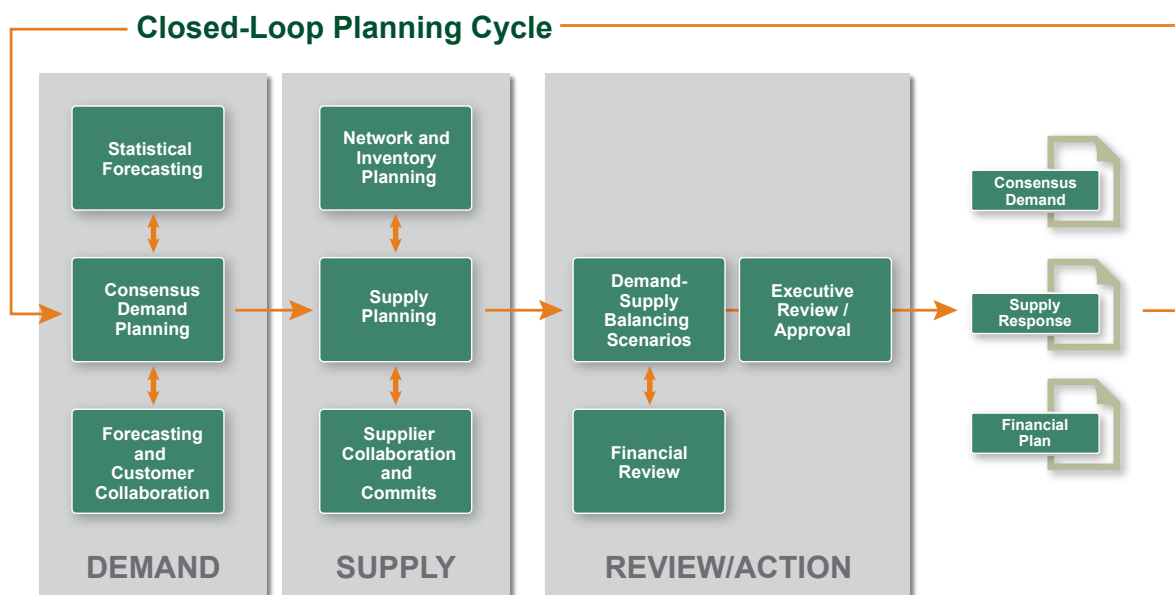 Closed-Loop Planning Cycle
Statistical
Forecasting
Consensus
Demand
Planning
Forecasting
and
Customer
Collaboration
DEMAND
Network and
Inventory
Planning
Supply
Planning
Supplier
Collaboration
and
Commits
SUPPLY
Demand-
Supply
Balancing
Scenarios
Executive
Review /
Approval
Financial
Review
REVIEW/ACTION
Consensus
Demand
Supply
Response
Financial
Plan